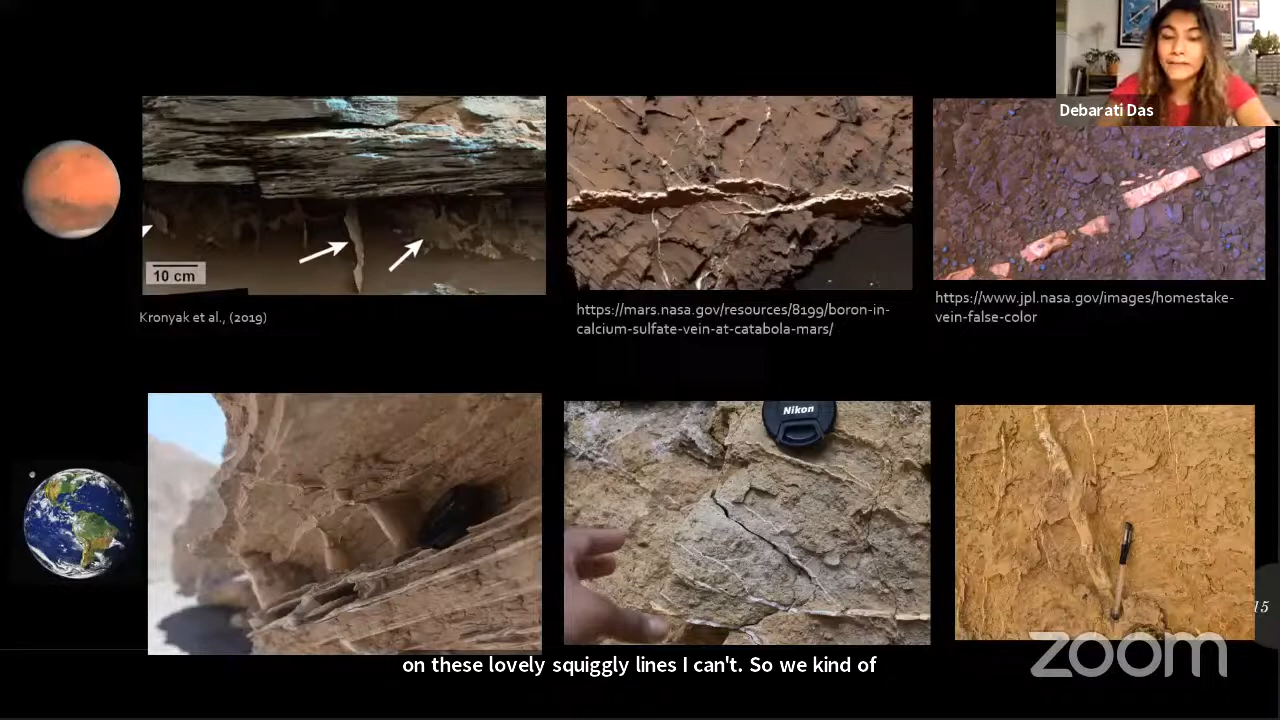 Debarati Das
10 cm
Kronyak et al., (2019)
https://mars.nasa.gov/resources/8199/boron-in-
calcium-sulfate-vein-at-catabola-mars/
https://www.jpl.nasa.gov/images/homestake-
vein-false-color
Nikon
15
zoom
on these lovely squiggly lines I can't. So we kind of